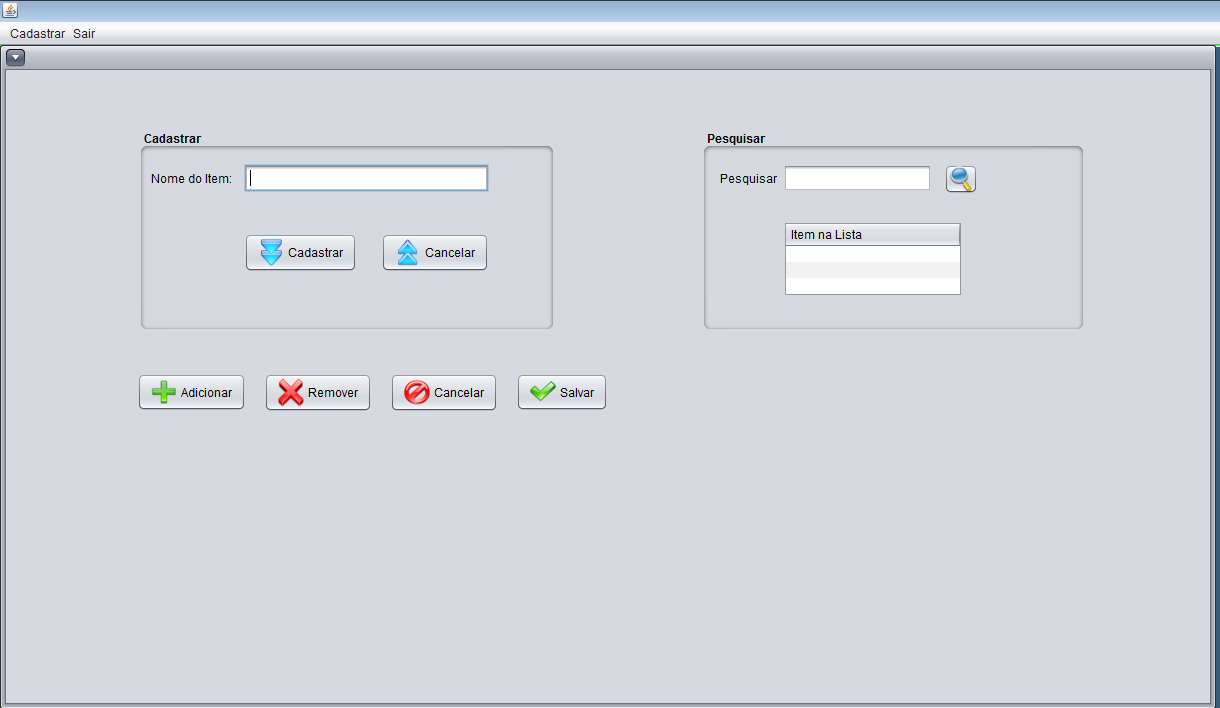 Cadastrar Sair
Cadastrar
Nome do Item:
Cadastrar Cancelar
Pesquisar
Pesquisar
Item na Lista
Adicionar Remover Cancelar Salvar